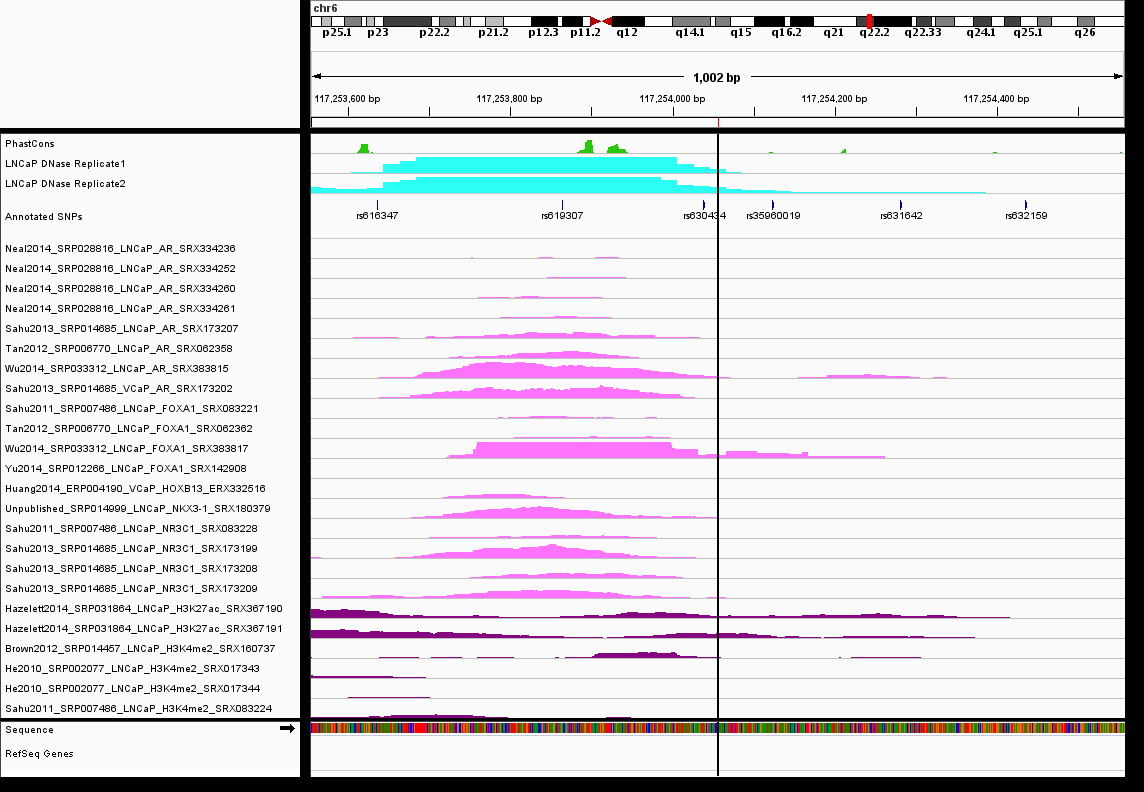 chr6
p25.1 p23 p22.2 p21.2 p12.3 p11.2 q12 q14.1 q15 q16.2 q21 q22.2 q22.33 q24.1 q25.1 q26
1,002 bp
117,253,600 bp 117,253,800 bp 117,254,000 bp 117,254,200 bp 117,254,400 bp
PhastCons
LNCaP DNase Replicate1
LNCaP DNase Replicate2
Annotated SNPs rs616347 rs619307 rs630434 rs35960019 rs631642 rs632159
Neal2014_SRP028816_LNCaP_AR_SRX334236
Neal2014_SRP028816_LNCaP_AR_SRX334252
Neal2014_SRP028816_LNCaP_AR_SRX334260
Neal2014_SRP028816_LNCaP_AR_SRX334261
Sahu2013_SRP014685_LNCaP_AR_SRX173207
Tan2012_SRP006770_LNCaP_AR_SRX062358
Wu2014_SRP033312_LNCaP_AR_SRX383815
Sahu2013_SRP014685_VCaP_AR_SRX173202
Sahu2011_SRP007486_LNCaP_FOXA1_SRX083221
Tan2012_SRP006770_LNCaP_FOXA1_SRX062362
Wu2014_SRP033312_LNCaP_FOXA1_SRX383817
Yu2014_SRP012266_LNCaP_FOXA1_SRX142908
Huang2014_ERP004190_VCaP_HOXB13_ERX332516
Unpublished_SRP014999_LNCaP_NKX3-1_SRX180379
Sahu2011_SRP007486_LNCaP_NR3C1_SRX083228
Sahu2013_SRP014685_LNCaP_NR3C1_SRX173199
Sahu2013_SRP014685_LNCaP_NR3C1_SRX173208
Sahu2013_SRP014685_LNCaP_NR3C1_SRX173209
Hazelett2014_SRP031864_LNCaP_H3K27ac_SRX367190
Hazelett2014_SRP031864_LNCaP_H3K27ac_SRX367191
Brown2012_SRP014457_LNCaP_H3K4me2_SRX160737
He2010_SRP002077_LNCaP_H3K4me2_SRX017343
He2010_SRP002077_LNCaP_H3K4me2_SRX017344
Sahu2011_SRP007486_LNCaP_H3K4me2_SRX083224
Sequence
RefSeq Genes